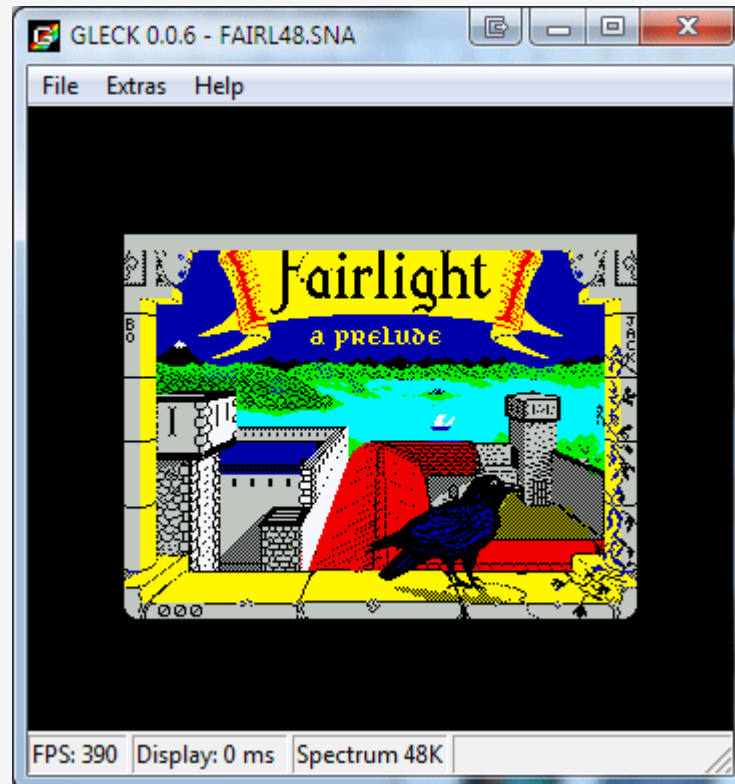 GLECK 0.0.6 - FAIRL48.SNA
File Extras Help
Fairlight
a prelude
BO
JACK
000
FPS: 390 Display: 0 ms Spectrum 48K